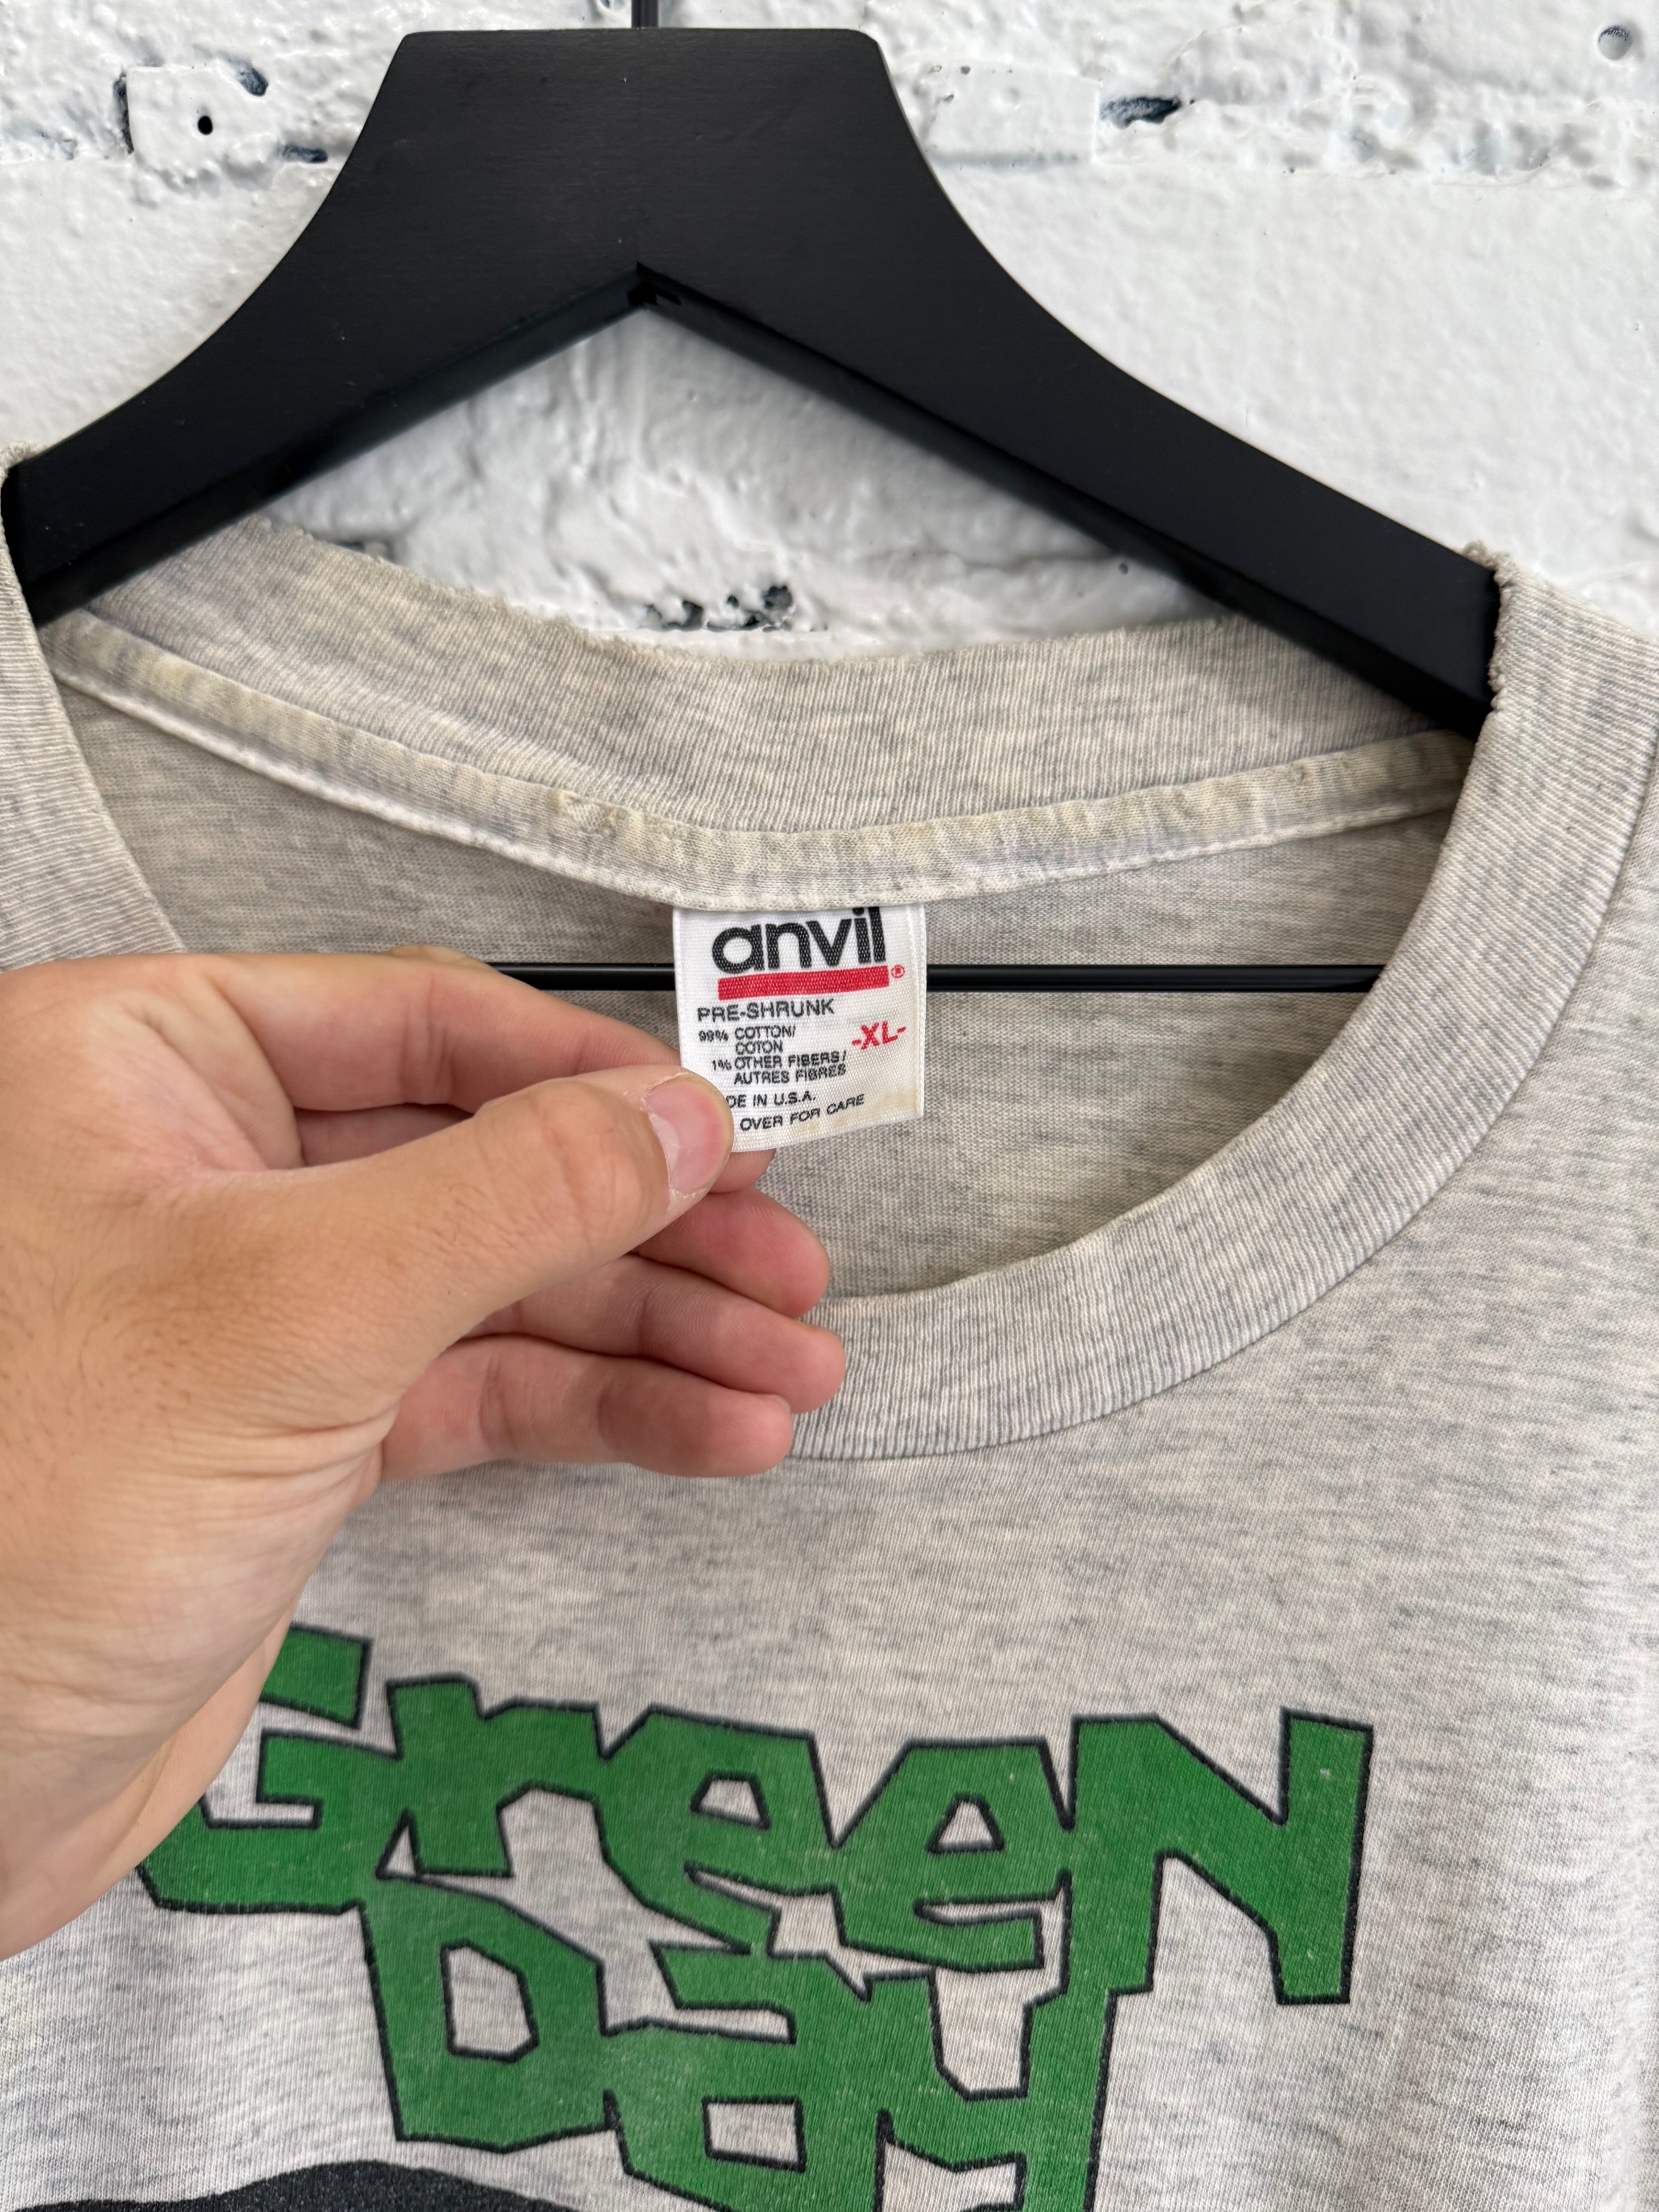 anvil®
PRE-SHRUNK
99% COTTON/
COTON
-XL-
1% OTHER FIBERS/
AUTRES FIBRES
DE IN U.S.A.
OVER FOR CARE
GreeN
Day